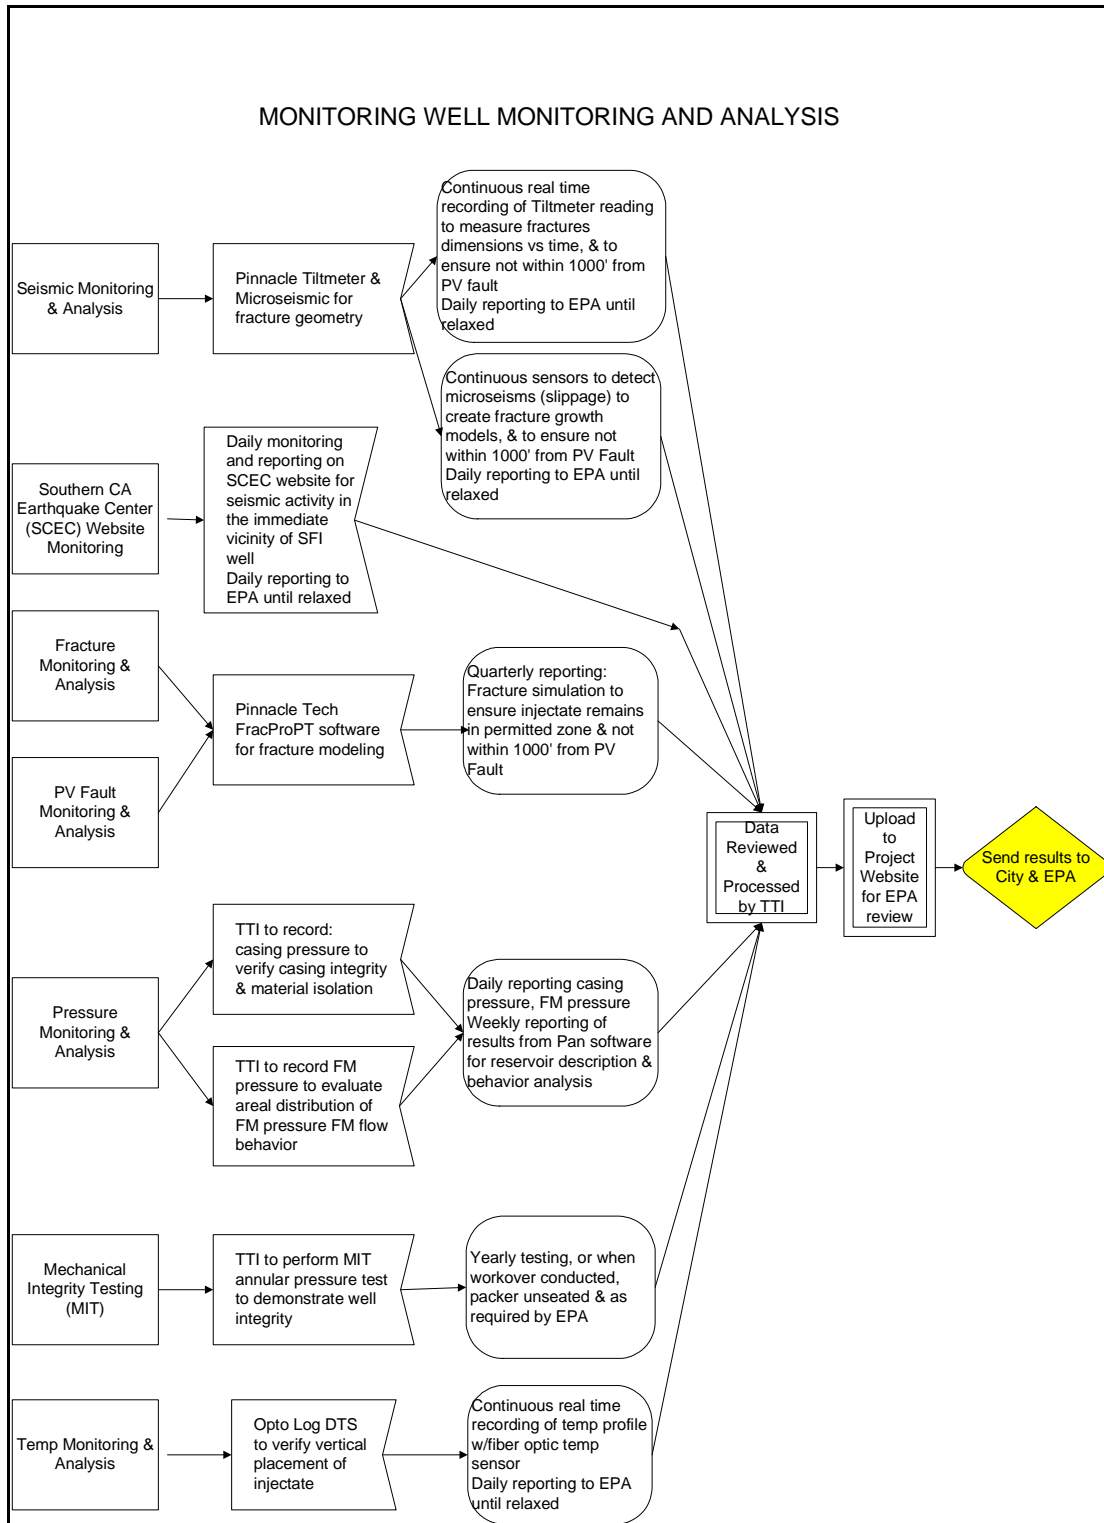 MONITORING WELL MONITORING AND ANALYSIS
Seismic Monitoring
& Analysis
Pinnacle Tiltmeter &
Microseismic for
fracture geometry
Continuous real time
recording of Tiltmeter reading
to measure fractures
dimensions vs time, & to
ensure not within 1000' from
PV fault
Daily reporting to EPA until
relaxed
Continuous sensors to detect
microseisms (slippage) to
create fracture growth
models, & to ensure not
within 1000' from PV Fault
Daily reporting to EPA until
relaxed
Southern CA
Earthquake Center
(SCEC) Website
Monitoring
Daily monitoring
and reporting on
SCEC website for
seismic activity in
the immediate
vicinity of SFI
well
Daily reporting to
EPA until relaxed
Fracture
Monitoring &
Analysis
PV Fault
Monitoring &
Analysis
Pinnacle Tech
FracProPT software
for fracture modeling
Quarterly reporting:
Fracture simulation to
ensure injectate remains
in permitted zone & not
within 1000' from PV
Fault
Data
Reviewed
&
Processed
by TTI
Upload
to
Project
Website
for EPA
review
Send results to
City & EPA
Pressure
Monitoring &
Analysis
TTI to record:
casing pressure to
verify casing integrity
& material isolation
TTI to record FM
pressure to evaluate
areal distribution of
FM pressure FM flow
behavior
Daily reporting casing
pressure, FM pressure
Weekly reporting of
results from Pan software
for reservoir description &
behavior analysis
Mechanical
Integrity Testing
(MIT)
TTI to perform MIT
annular pressure test
to demonstrate well
integrity
Yearly testing, or when
workover conducted,
packer unseated & as
required by EPA
Temp Monitoring &
Analysis
Opto Log DTS
to verify vertical
placement of
injectate
Continuous real time
recording of temp profile
w/fiber optic temp
sensor
Daily reporting to EPA
until relaxed